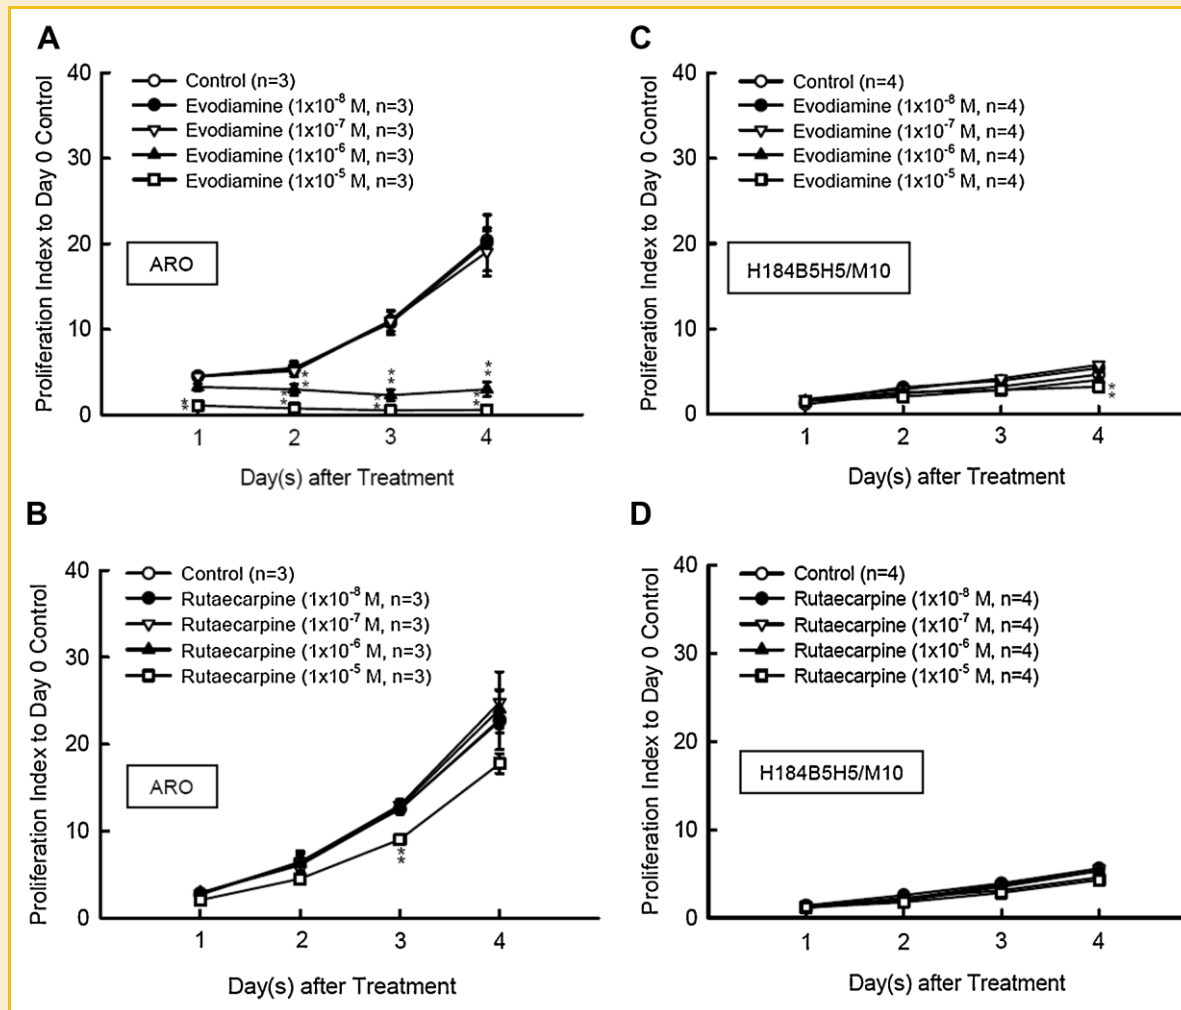 A
Proliferation Index to Day 0 Control
40
30
20
10
0
Control (n=3)
Evodiamine (1x10⁻⁸ M, n=3)
Evodiamine (1x10⁻⁷ M, n=3)
Evodiamine (1x10⁻⁶ M, n=3)
Evodiamine (1x10⁻⁵ M, n=3)
ARO
**
**
**
**
**
**
**
1 2 3 4
Day(s) after Treatment
C
Proliferation Index to Day 0 Control
40
30
20
10
0
Control (n=4)
Evodiamine (1x10⁻⁸ M, n=4)
Evodiamine (1x10⁻⁷ M, n=4)
Evodiamine (1x10⁻⁶ M, n=4)
Evodiamine (1x10⁻⁵ M, n=4)
H184B5H5/M10
**
1 2 3 4
Day(s) after Treatment
B
Proliferation Index to Day 0 Control
40
30
20
10
0
Control (n=3)
Rutaecarpine (1x10⁻⁸ M, n=3)
Rutaecarpine (1x10⁻⁷ M, n=3)
Rutaecarpine (1x10⁻⁶ M, n=3)
Rutaecarpine (1x10⁻⁵ M, n=3)
ARO
**
1 2 3 4
Day(s) after Treatment
D
Proliferation Index to Day 0 Control
40
30
20
10
0
Control (n=4)
Rutaecarpine (1x10⁻⁸ M, n=4)
Rutaecarpine (1x10⁻⁷ M, n=4)
Rutaecarpine (1x10⁻⁶ M, n=4)
Rutaecarpine (1x10⁻⁵ M, n=4)
H184B5H5/M10
1 2 3 4
Day(s) after Treatment